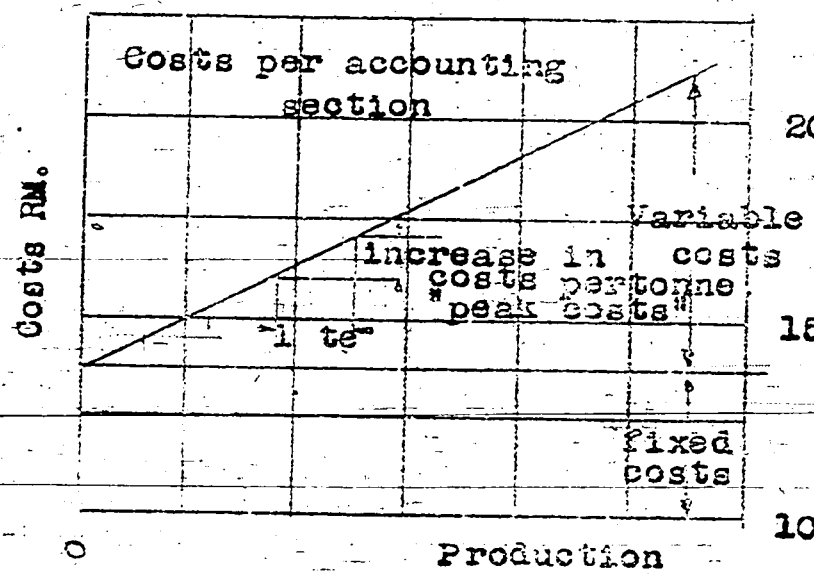 Costs per accounting
section
20
Costs RM.
Variable
costs
increase in
costs per tonne
"peak costs"
1 te
15
fixed
costs
10
0
Production